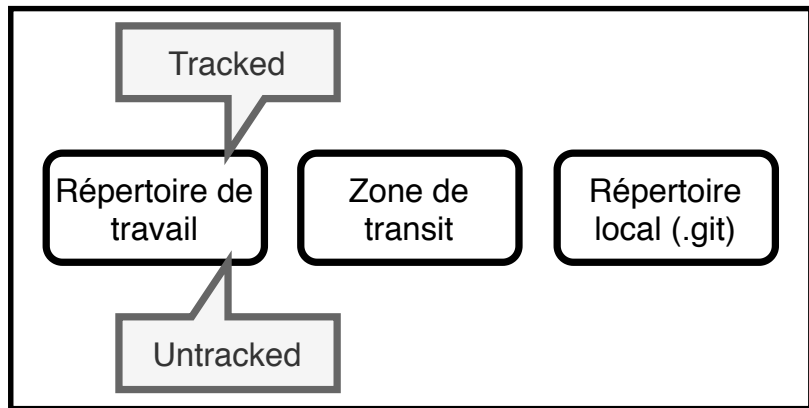 Tracked
Répertoire de
travail
Zone de
transit
Répertoire
local (.git)
Untracked